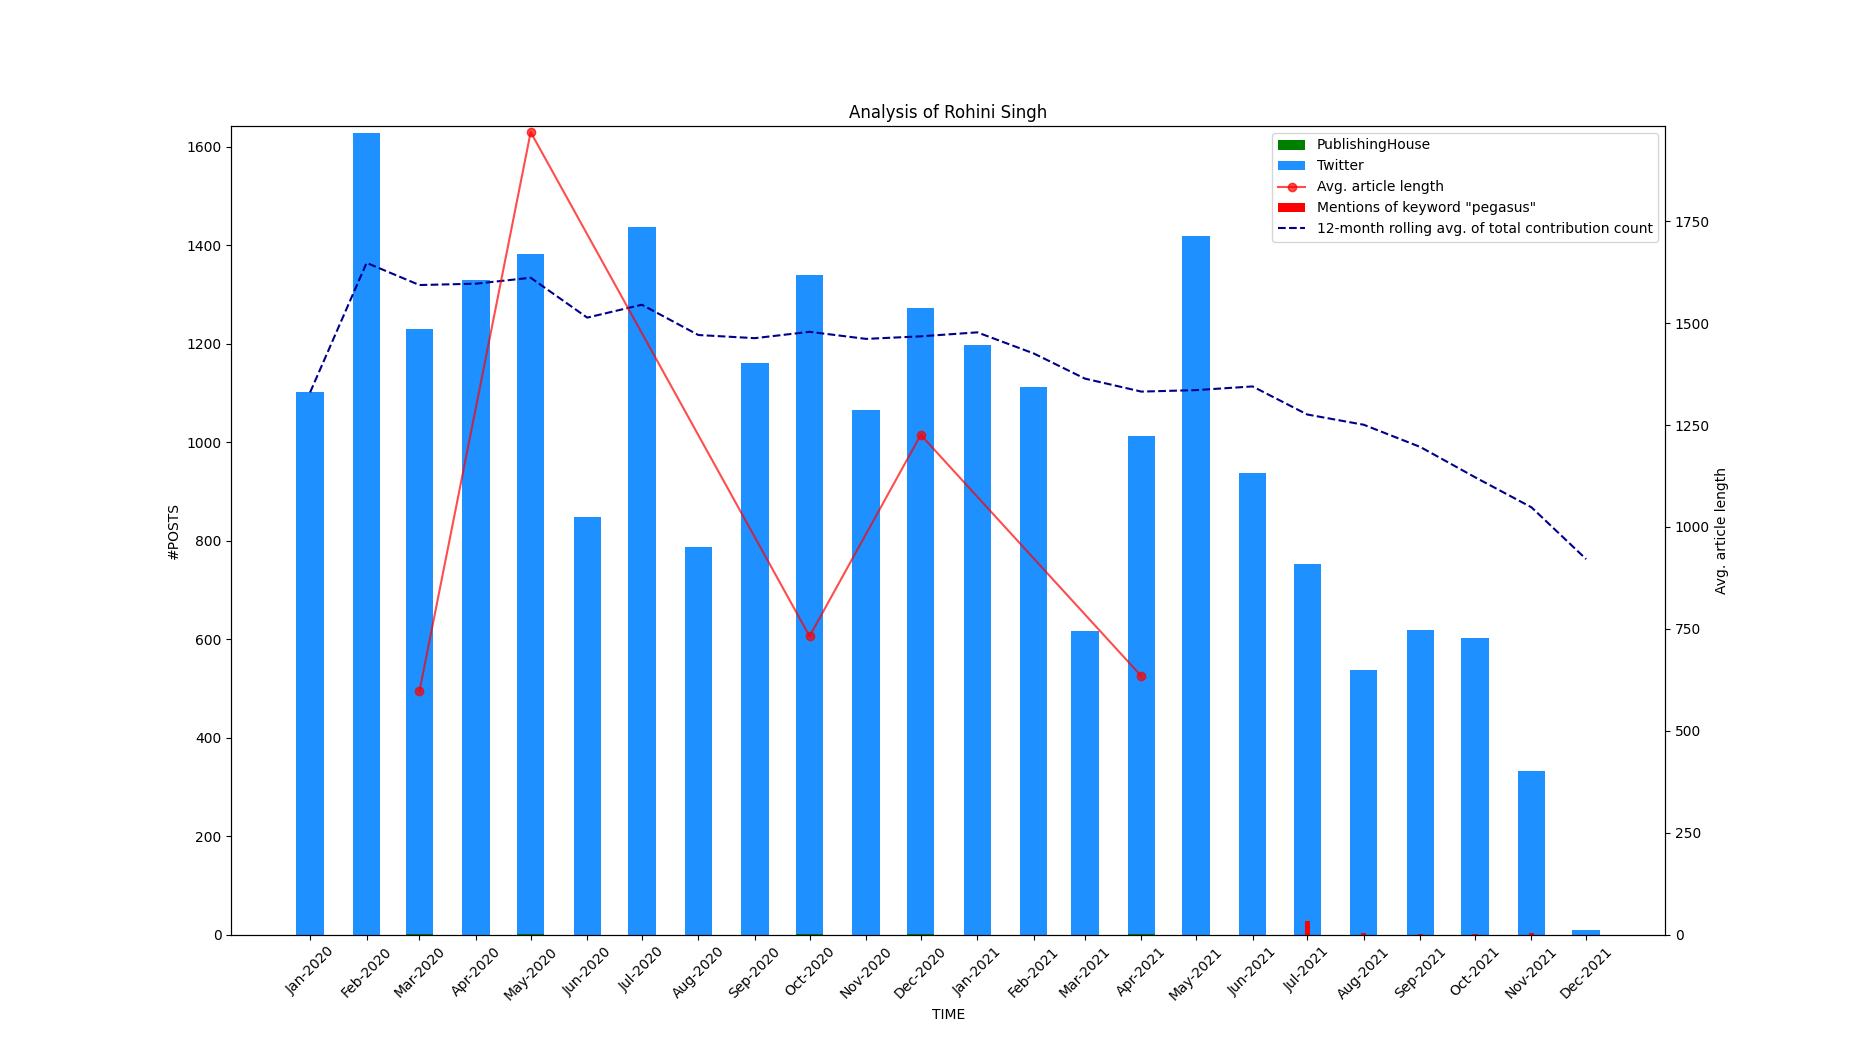 Analysis of Rohini Singh
PublishingHouse
Twitter
Avg. article length
Mentions of keyword "pegasus"
12-month rolling avg. of total contribution count
#POSTS
1600
1400
1200
1000
800
600
400
200
0
Avg. article length
1750
1500
1250
1000
750
500
250
0
Jan-2020
Feb-2020
Mar-2020
Apr-2020
May-2020
Jun-2020
Jul-2020
Aug-2020
Sep-2020
Oct-2020
Nov-2020
Dec-2020
Jan-2021
Feb-2021
Mar-2021
Apr-2021
May-2021
Jun-2021
Jul-2021
Aug-2021
Sep-2021
Oct-2021
Nov-2021
Dec-2021
TIME